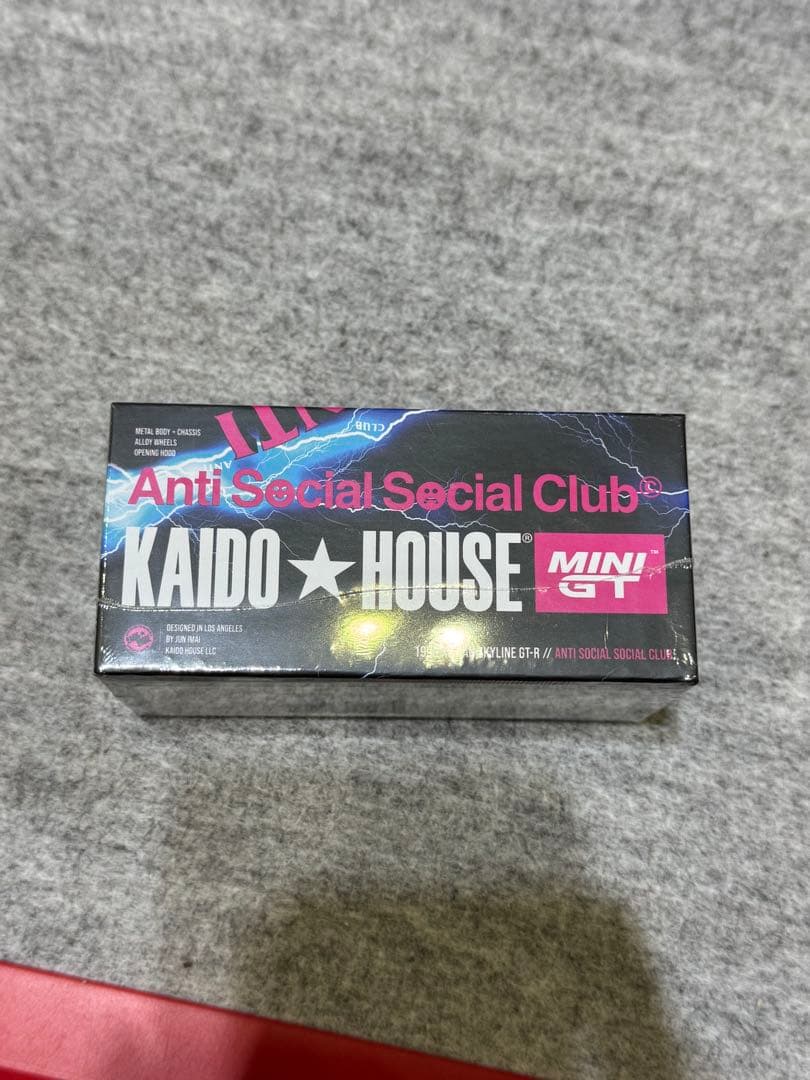 METAL BODY + CHASSIS
ALLOY WHEELS
OPENING HOOD
CLUB
Anti Social Social Club©
KAIDO ★ HOUSE®
MINI GT™
DESIGNED IN LOS ANGELES
BY JUN IMAI
KAIDO HOUSE LLC
SKYLINE GT-R // ANTI SOCIAL SOCIAL CLUB